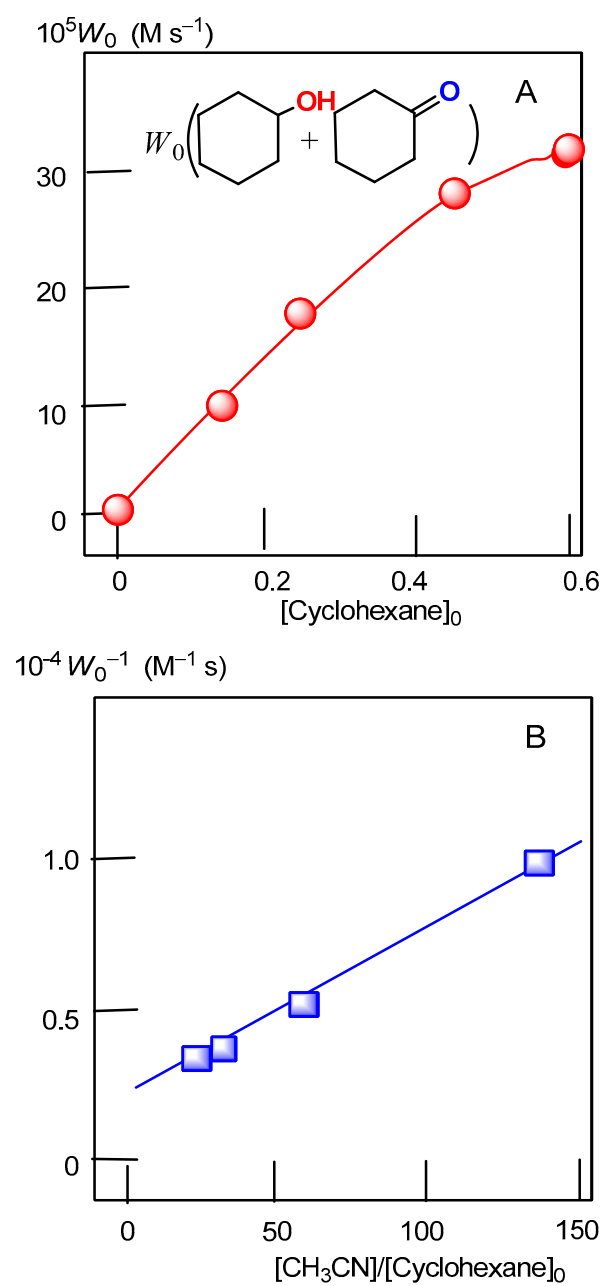 10⁵W₀ (M s⁻¹)
A
OH
O
W₀( + )
30
20
10
0
0 0.2 0.4 0.6
[Cyclohexane]₀
10⁻⁴ W₀⁻¹ (M⁻¹ s)
B
1.0
0.5
0
0 50 100 150
[CH₃CN]/[Cyclohexane]₀